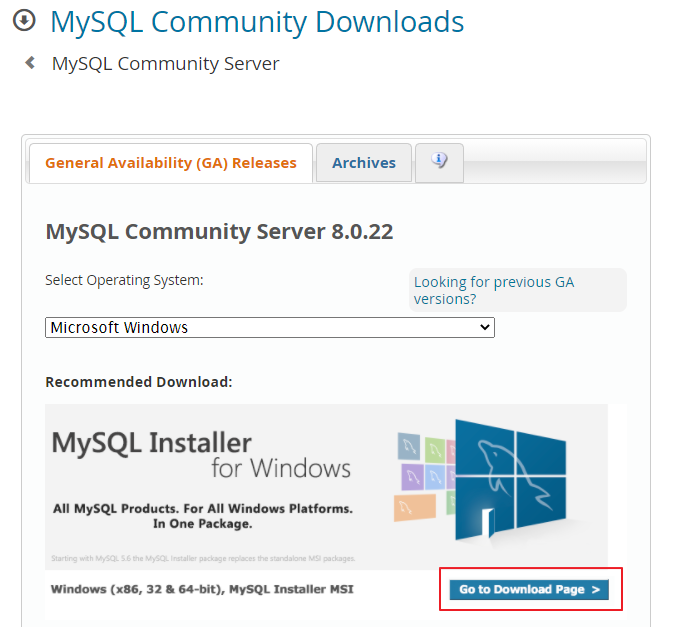 MySQL Community Downloads
MySQL Community Server
General Availability (GA) Releases
Archives
MySQL Community Server 8.0.22
Select Operating System:
Looking for previous GA
versions?
Microsoft Windows
Recommended Download:
MySQL Installer
for Windows
All MySQL Products. For All Windows Platforms.
In One Package.
Starting with MySQL 5.6 the MySQL Installer package replaces the standalone MSI packages.
Windows (x86, 32 & 64-bit), MySQL Installer MSI
Go to Download Page >